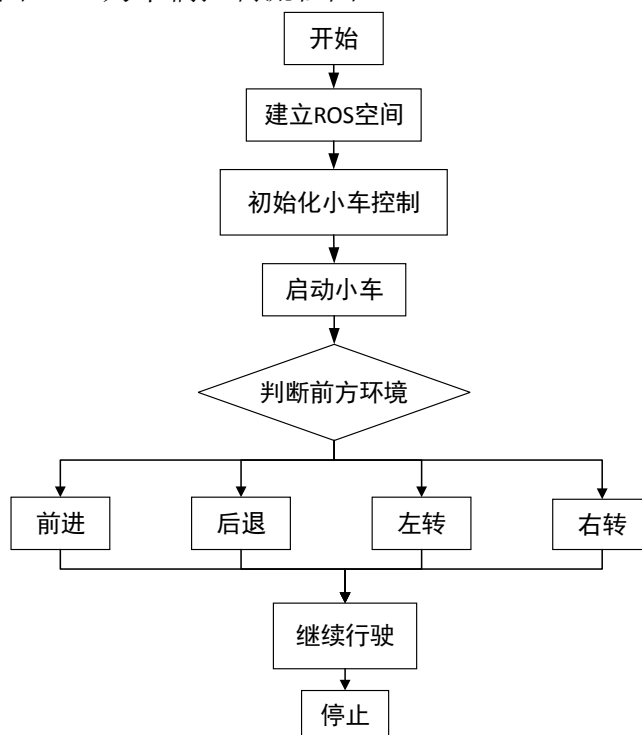 开始
建立ROS空间
初始化小车控制
启动小车
判断前方环境
前进
后退
左转
右转
继续行驶
停止